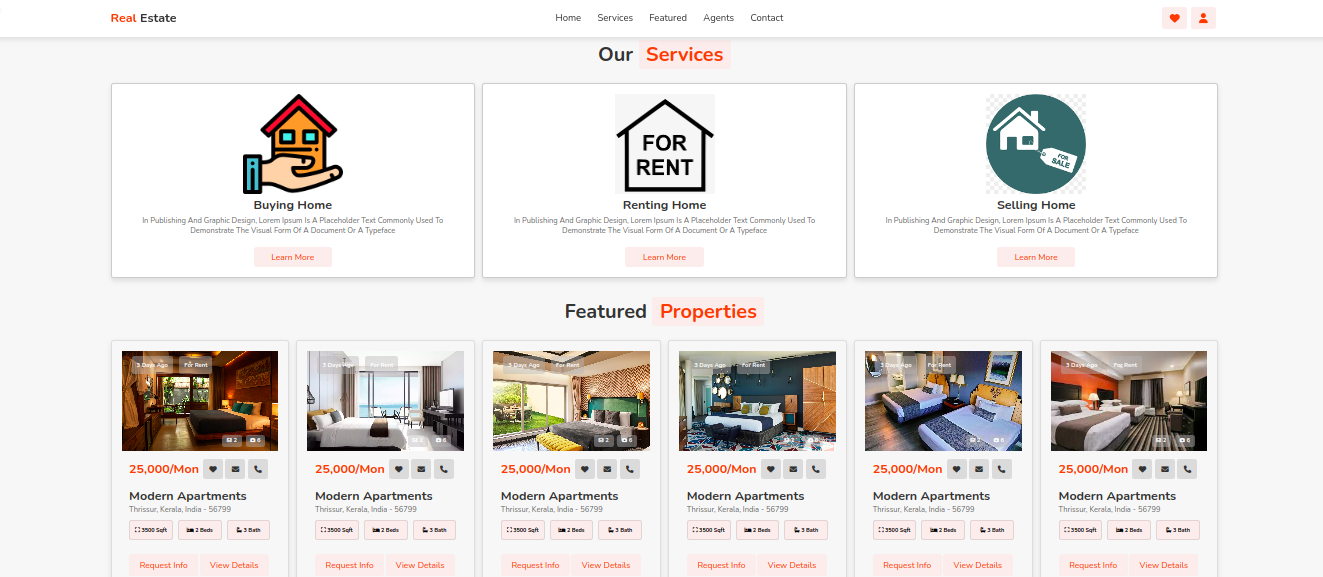 Real Estate
Home Services Featured Agents Contact
Our Services
FOR
RENT
FOR
SALE
Buying Home
Renting Home
Selling Home
In Publishing And Graphic Design, Lorem Ipsum Is A Placeholder Text Commonly Used To
Demonstrate The Visual Form Of A Document Or A Typeface
In Publishing And Graphic Design, Lorem Ipsum Is A Placeholder Text Commonly Used To
Demonstrate The Visual Form Of A Document Or A Typeface
In Publishing And Graphic Design, Lorem Ipsum Is A Placeholder Text Commonly Used To
Demonstrate The Visual Form Of A Document Or A Typeface
Learn More
Learn More
Learn More
Featured Properties
3 Days Ago For Rent
3 Days Ago For Rent
3 Days Ago For Rent
3 Days Ago For Rent
3 Days Ago For Rent
3 Days Ago For Rent
2 6
2 6
2 6
2 6
2 6
2 6
25,000/Mon
25,000/Mon
25,000/Mon
25,000/Mon
25,000/Mon
25,000/Mon
Modern Apartments
Modern Apartments
Modern Apartments
Modern Apartments
Modern Apartments
Modern Apartments
Thrissur, Kerala, India - 56799
Thrissur, Kerala, India - 56799
Thrissur, Kerala, India - 56799
Thrissur, Kerala, India - 56799
Thrissur, Kerala, India - 56799
Thrissur, Kerala, India - 56799
3500 Sqft 2 Beds 3 Bath
3500 Sqft 2 Beds 3 Bath
3500 Sqft 2 Beds 3 Bath
3500 Sqft 2 Beds 3 Bath
3500 Sqft 2 Beds 3 Bath
3500 Sqft 2 Beds 3 Bath
Request Info View Details
Request Info View Details
Request Info View Details
Request Info View Details
Request Info View Details
Request Info View Details